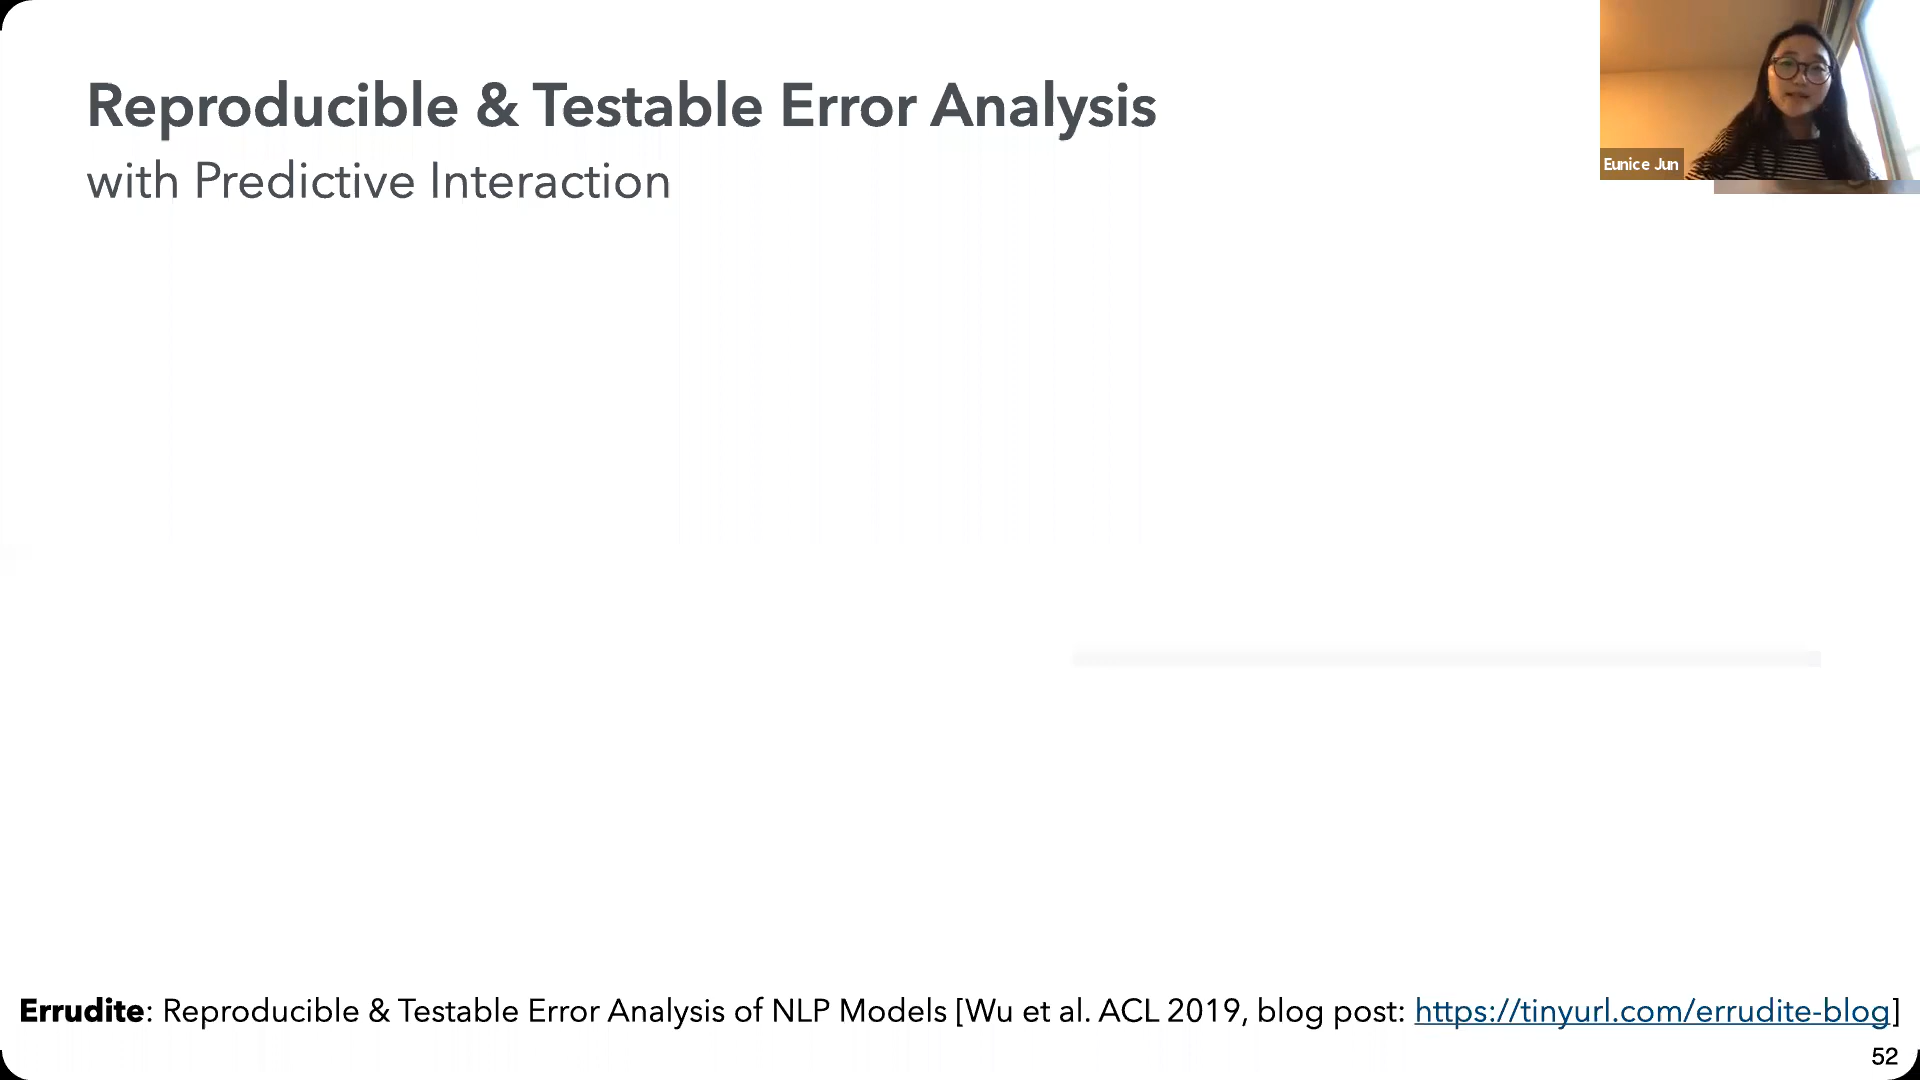 Reproducible & Testable Error Analysis
with Predictive Interaction
Eunice Jun
Errudite: Reproducible & Testable Error Analysis of NLP Models [Wu et al. ACL 2019, blog post: https://tinyurl.com/errudite-blog]
52